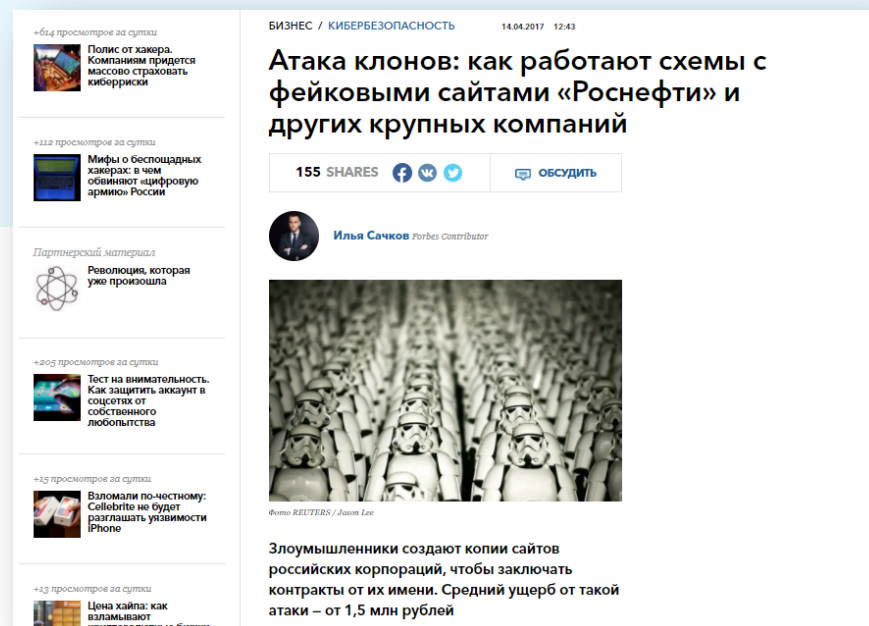 +614 просмотров за сутки
Полис от хакера.
Компаниям придется
массово страховать
киберриски
+112 просмотров за сутки
Мифы о беспощадных
хакерах: в чем
обвиняют «цифровую
армию» России
Партнерский материал
Революция, которая
уже произошла
+205 просмотров за сутки
Тест на внимательность.
Как защитить аккаунт в
соцсетях от
собственного
любопытства
+15 просмотров за сутки
Взломали по-честному:
Cellebrite не будет
разглашать уязвимости
iPhone
+13 просмотров за сутки
Цена хайпа: как
взламывают
БИЗНЕС / КИБЕРБЕЗОПАСНОСТЬ 14.04.2017 12:43
Атака клонов: как работают схемы с
фейковыми сайтами «Роснефти» и
других крупных компаний
155 SHARES ОБСУДИТЬ
Илья Сачков Forbes Contributor
Фото REUTERS / Jason Lee
Злоумышленники создают копии сайтов
российских корпораций, чтобы заключать
контракты от их имени. Средний ущерб от такой
атаки – от 1,5 млн рублей